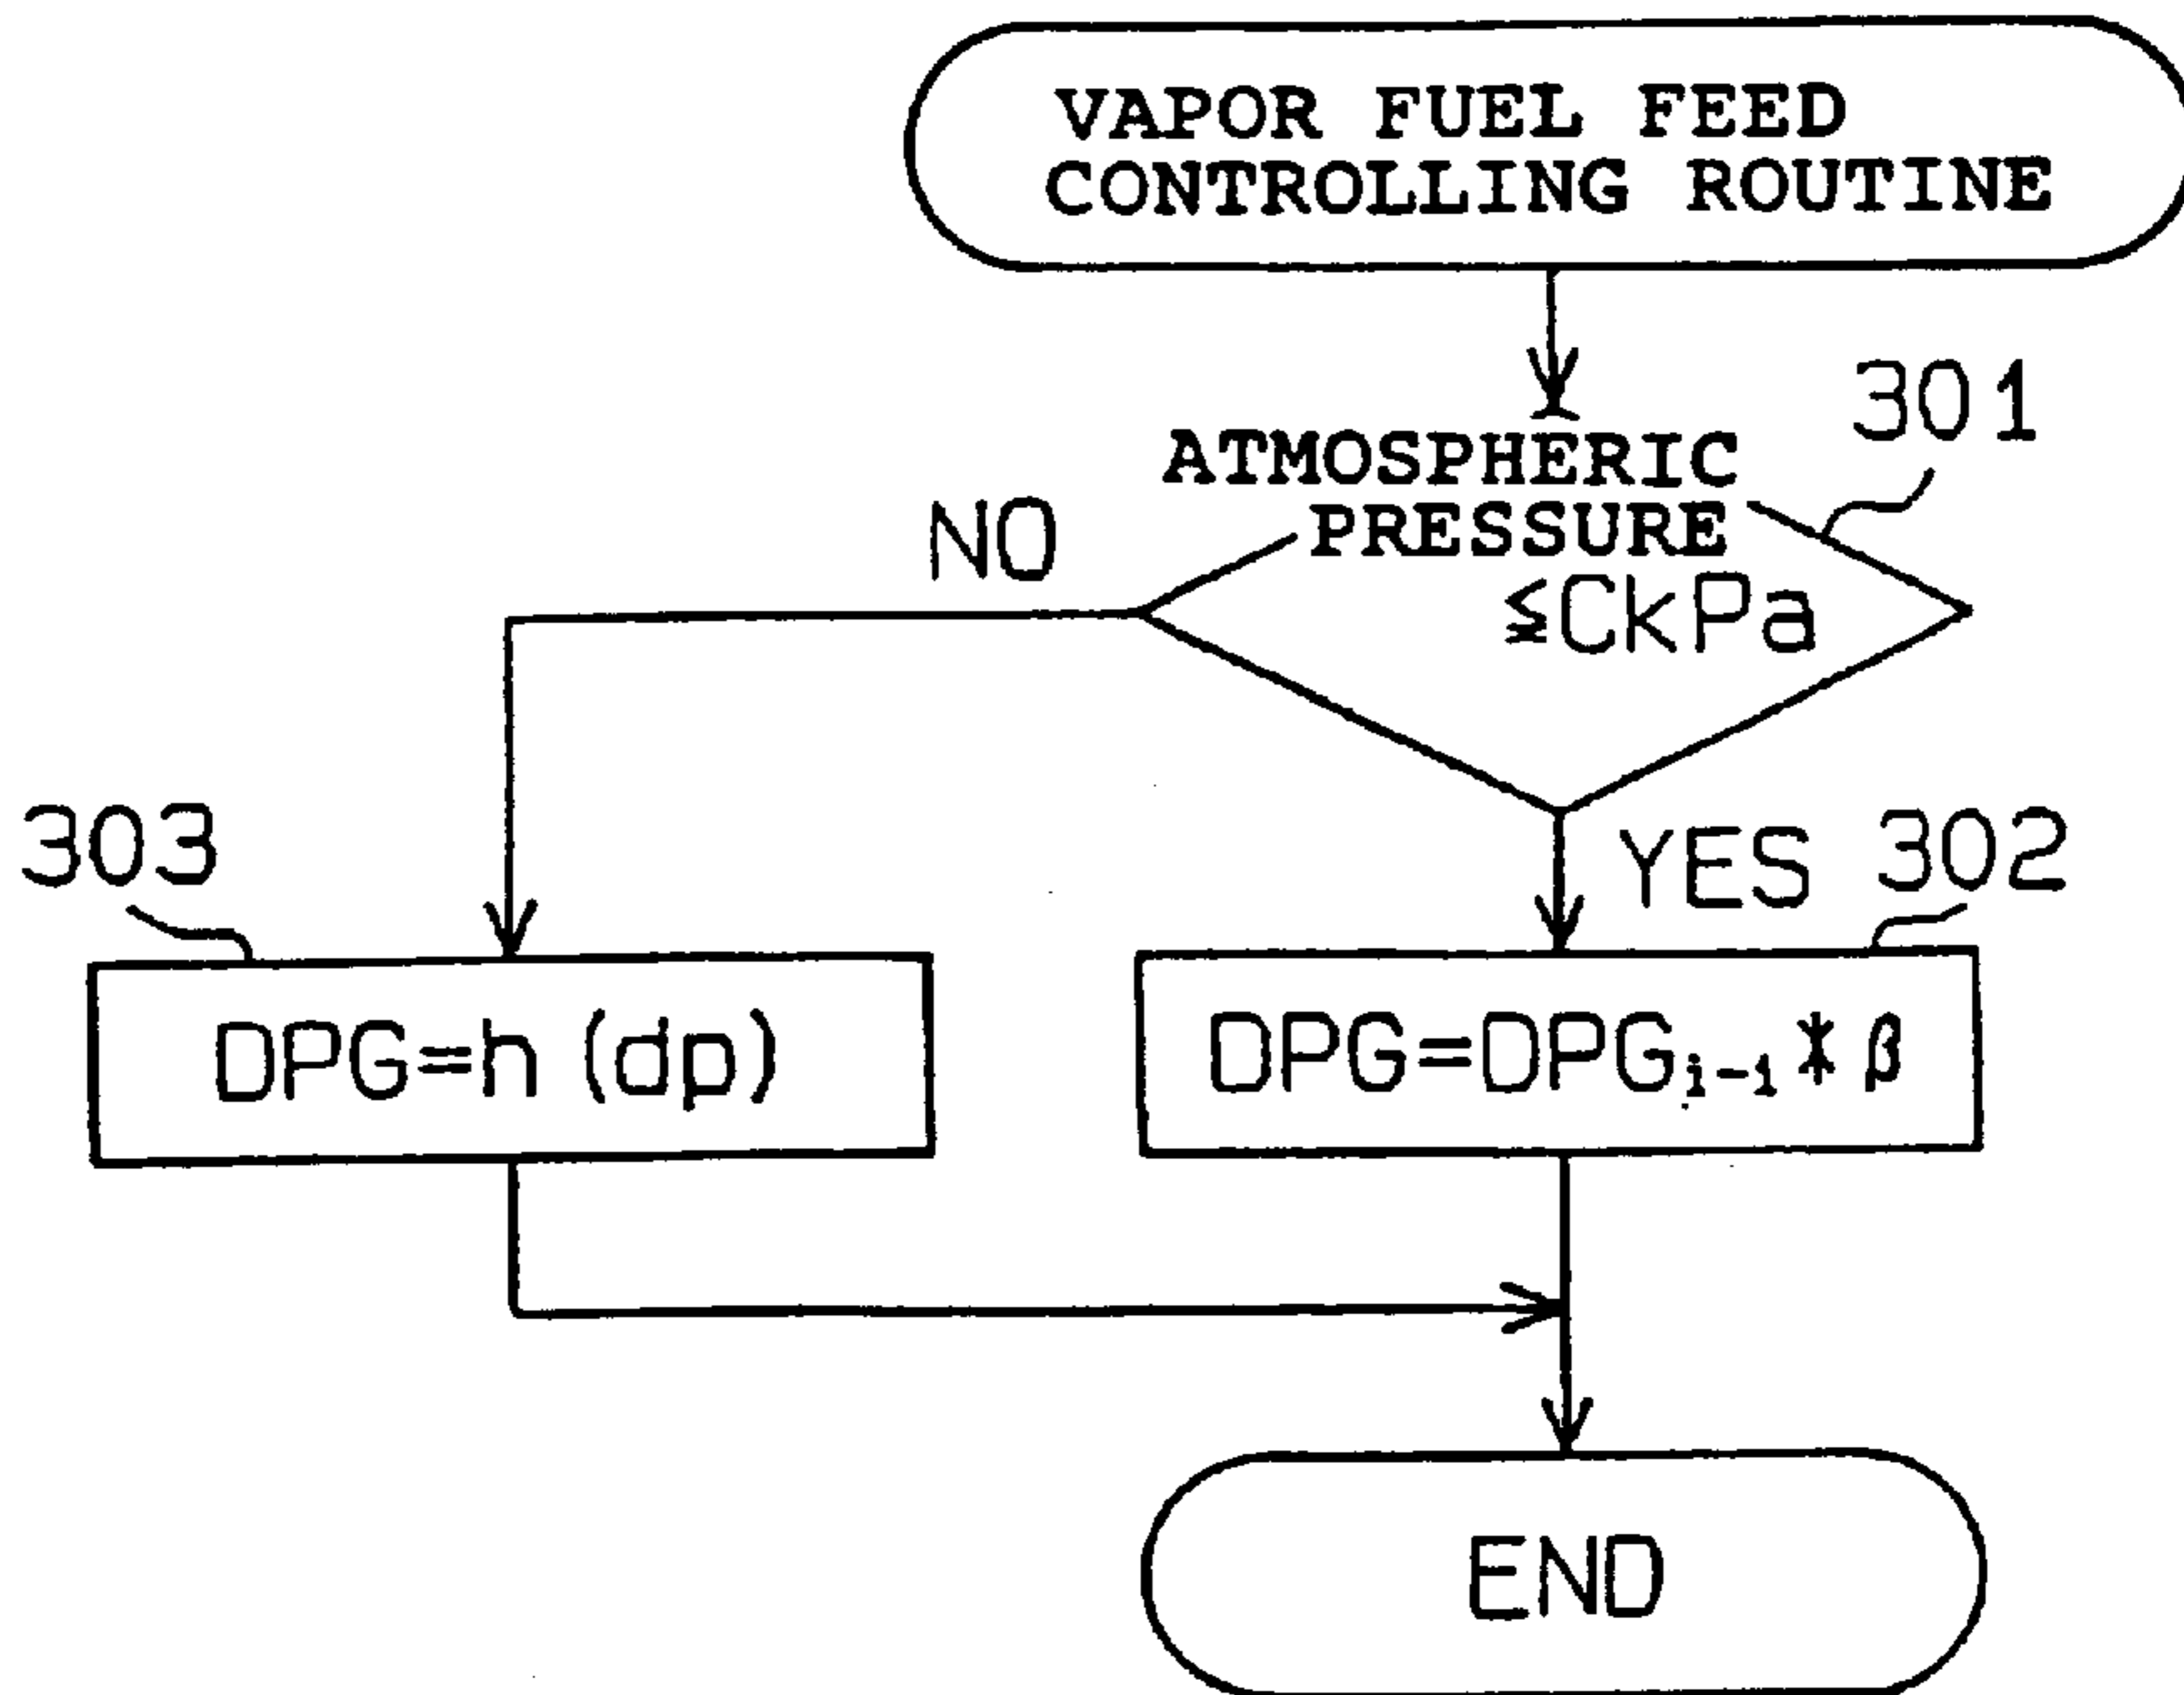 VAPOR FUEL FEED
CONTROLLING ROUTINE
301
ATMOSPHERIC
PRESSURE
≦CkPa
NO
YES
303
302
DPG=h (dp)
DPG=DPGi-1 * β
END